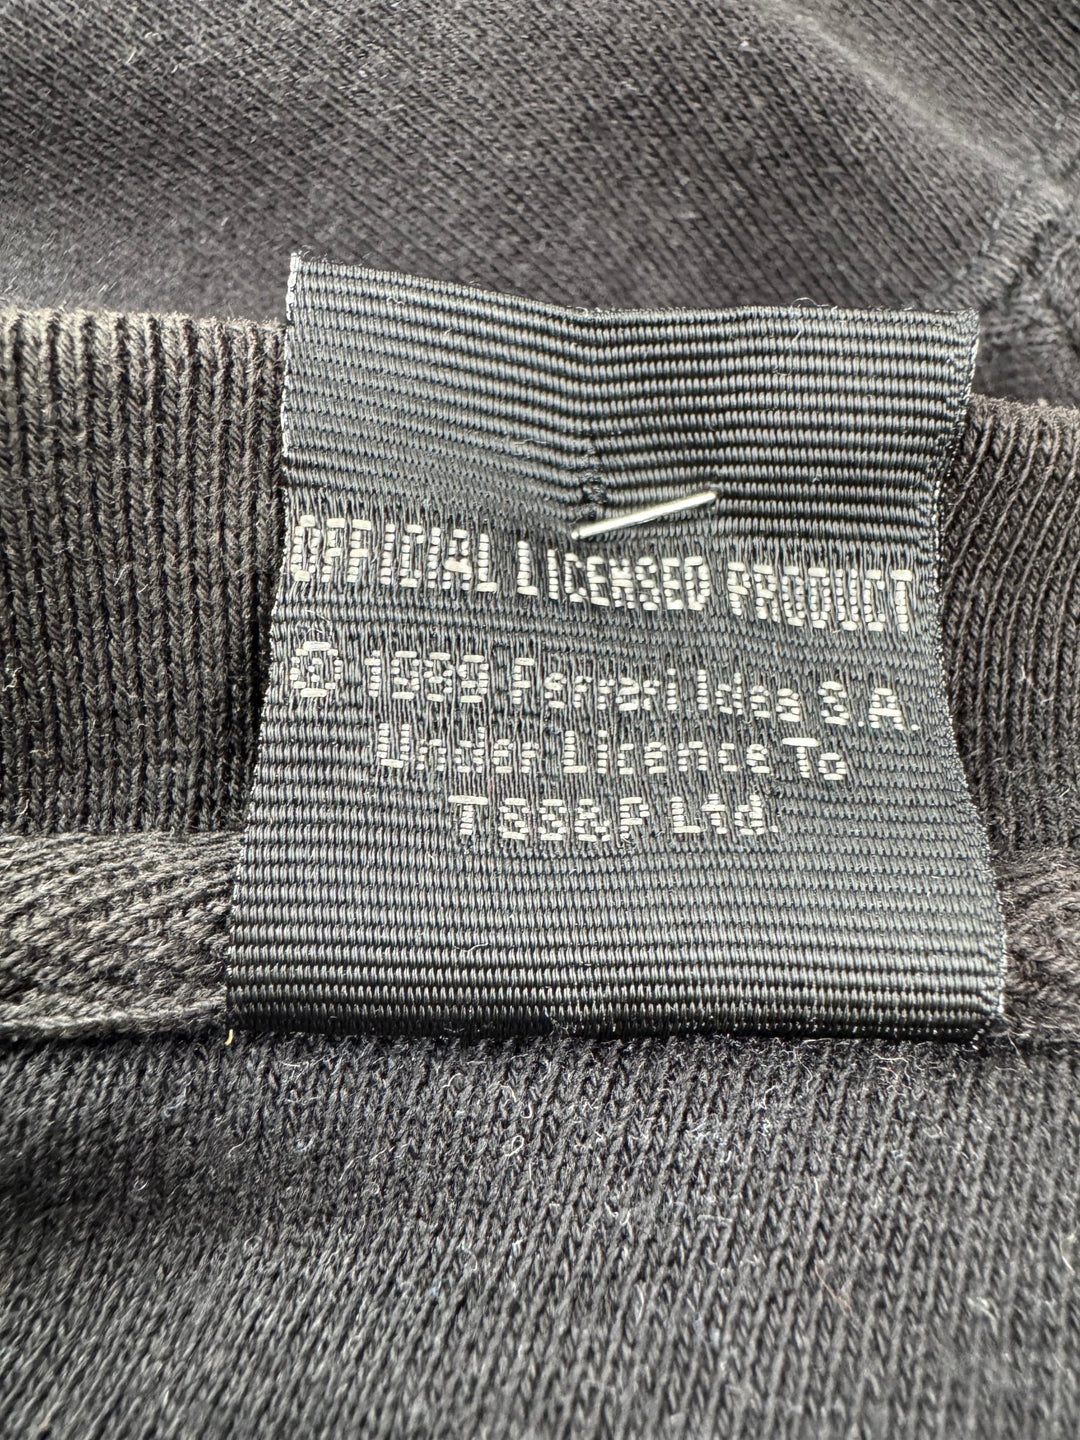 OFFICIAL LICENSED PRODUCT
© 1999 Ferrari Idea S.A.
Under Licence To
TSS&P Ltd.